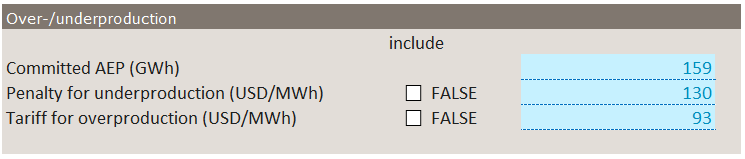 Over-/underproduction
include
Committed AEP (GWh) 159
Penalty for underproduction (USD/MWh) FALSE 130
Tariff for overproduction (USD/MWh) FALSE 93